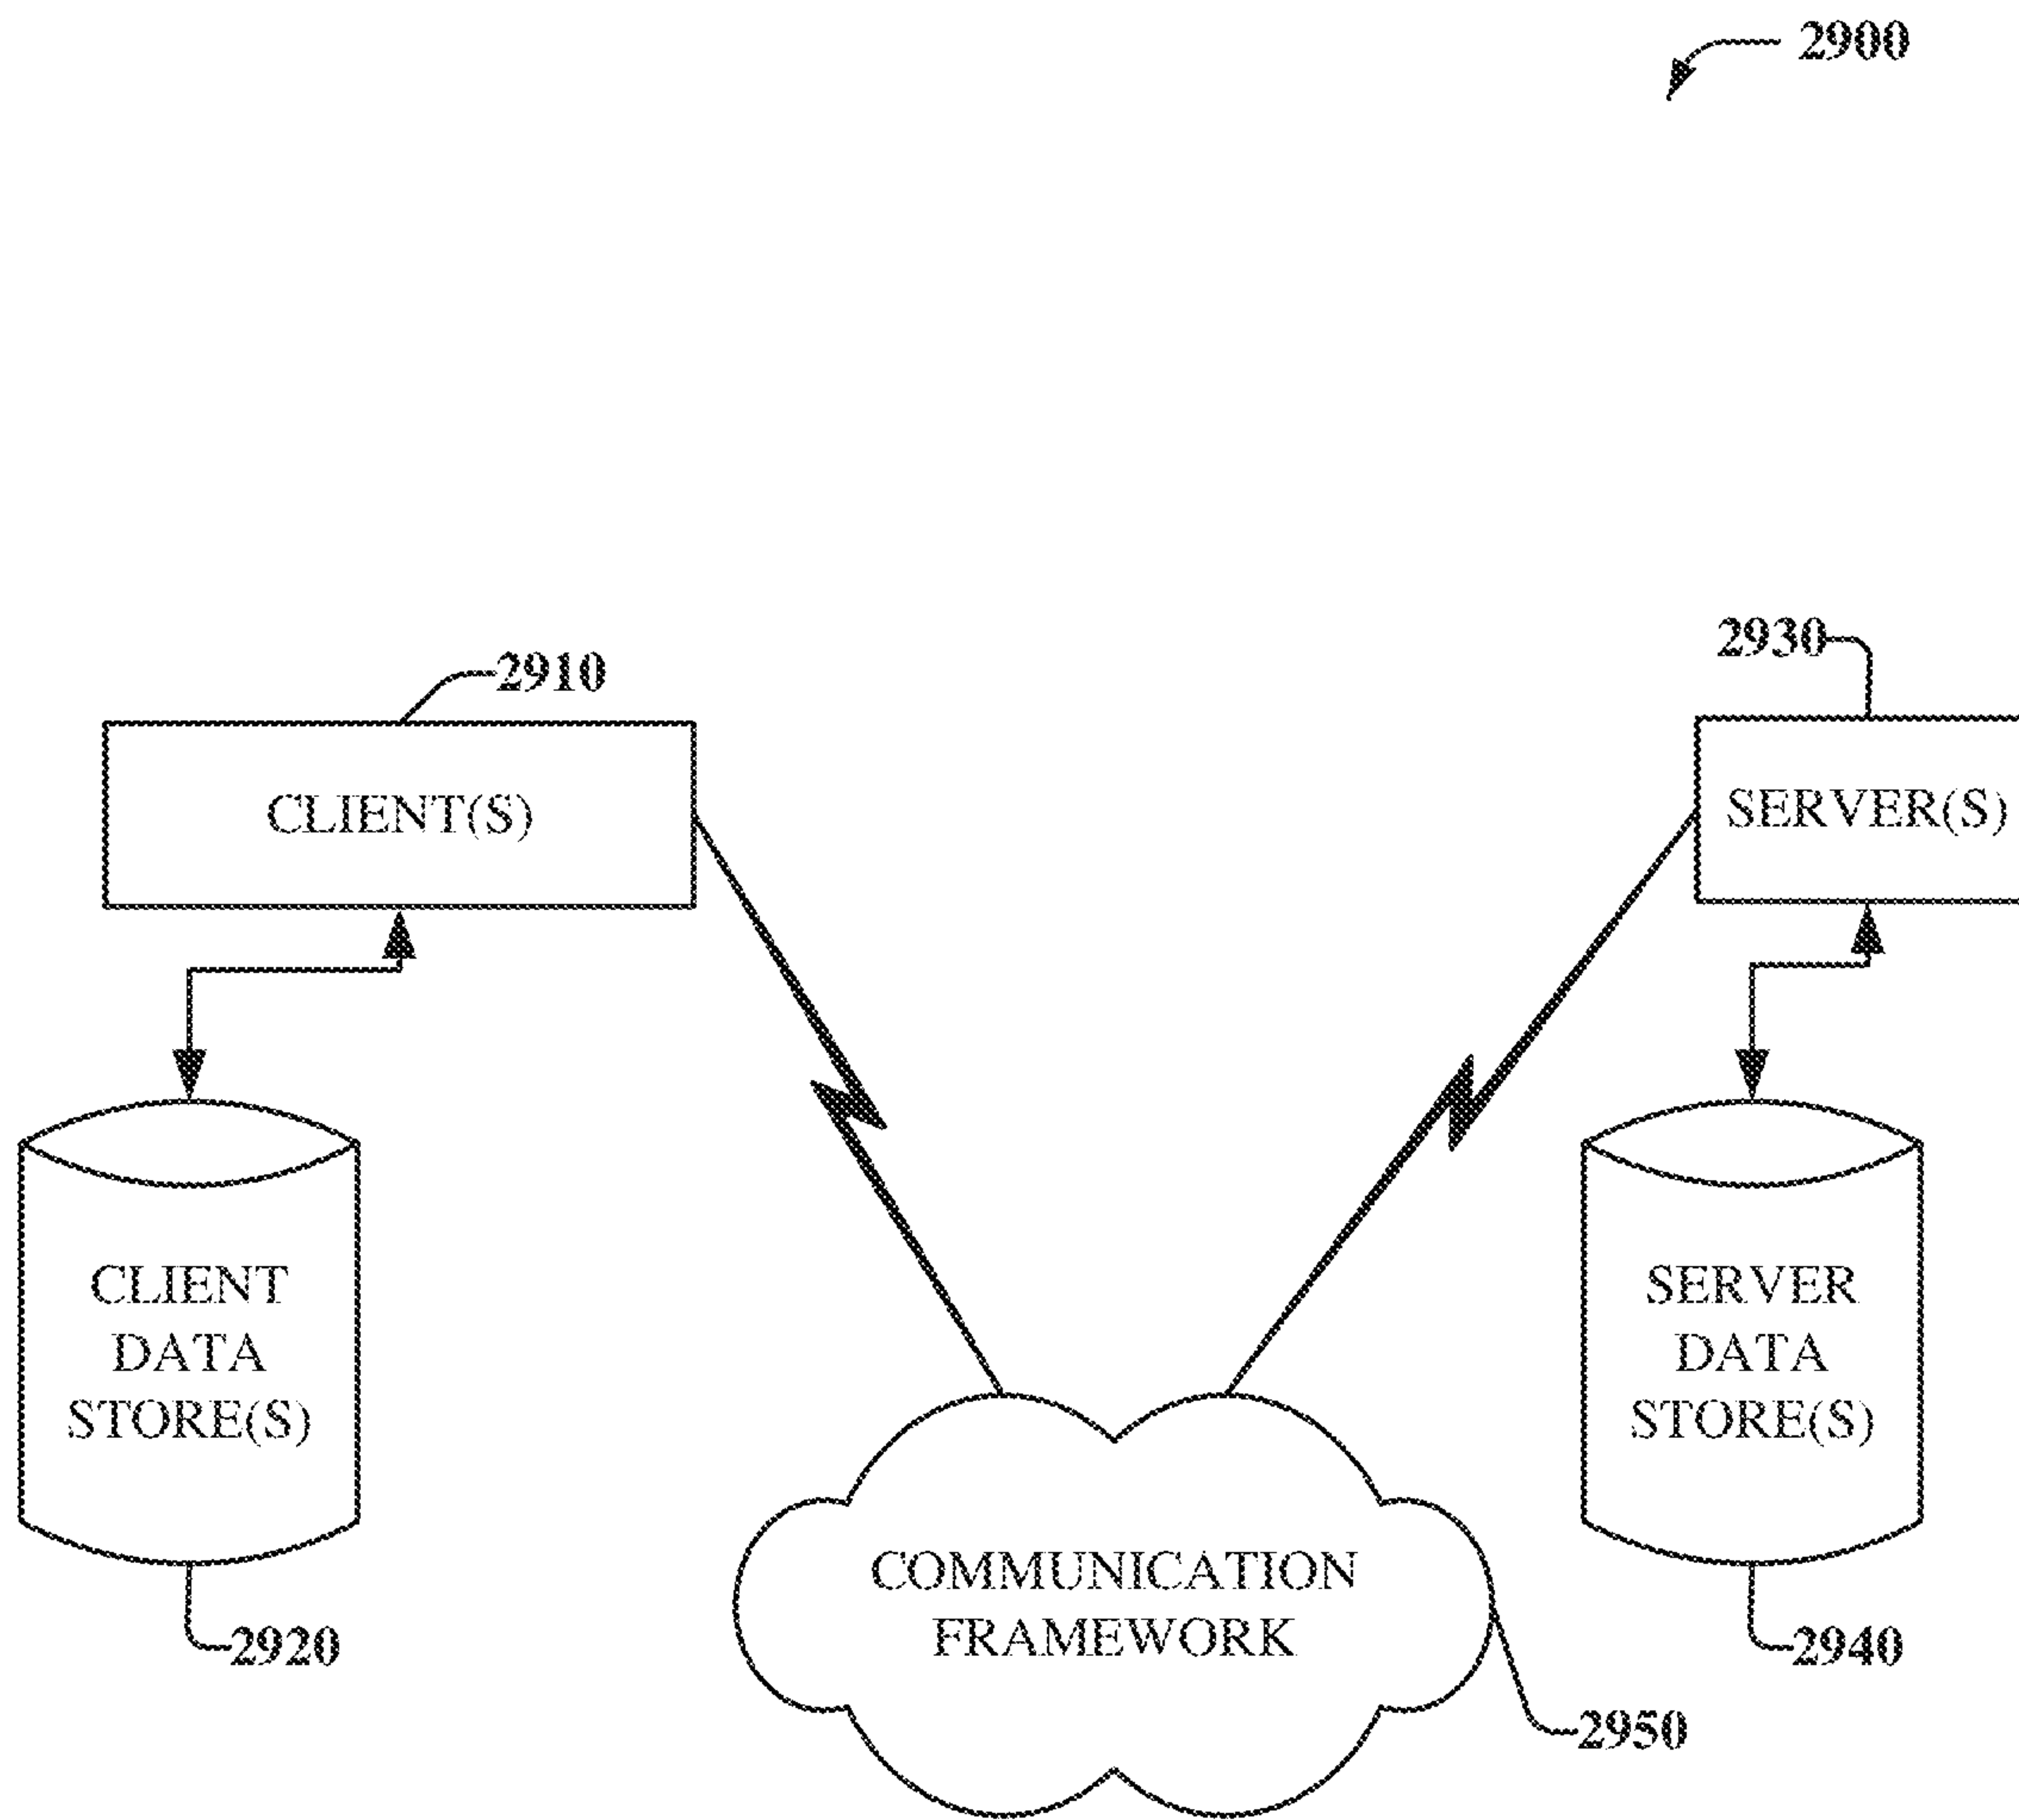 2900
2910
2930
CLIENT(S)
SERVER(S)
CLIENT
DATA
STORE(S)
SERVER
DATA
STORE(S)
COMMUNICATION
FRAMEWORK
2920
2940
2950